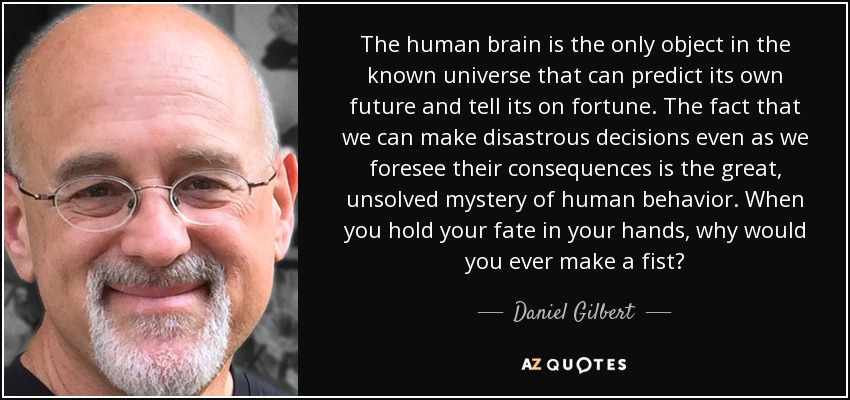 The human brain is the only object in the
known universe that can predict its own
future and tell its on fortune. The fact that
we can make disastrous decisions even as we
foresee their consequences is the great,
unsolved mystery of human behavior. When
you hold your fate in your hands, why would
you ever make a fist?
Daniel Gilbert
AZ QUOTES